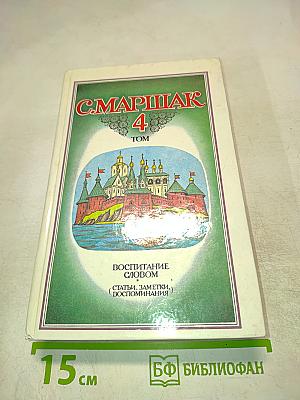 С.МАРШАК
4
ТОМ
ВОСПИТАНИЕ
СЛОВОМ
(СТАТЬИ, ЗАМЕТКИ,
ВОСПОМИНАНИЯ)
15 см
БФ БИБЛИОФАН